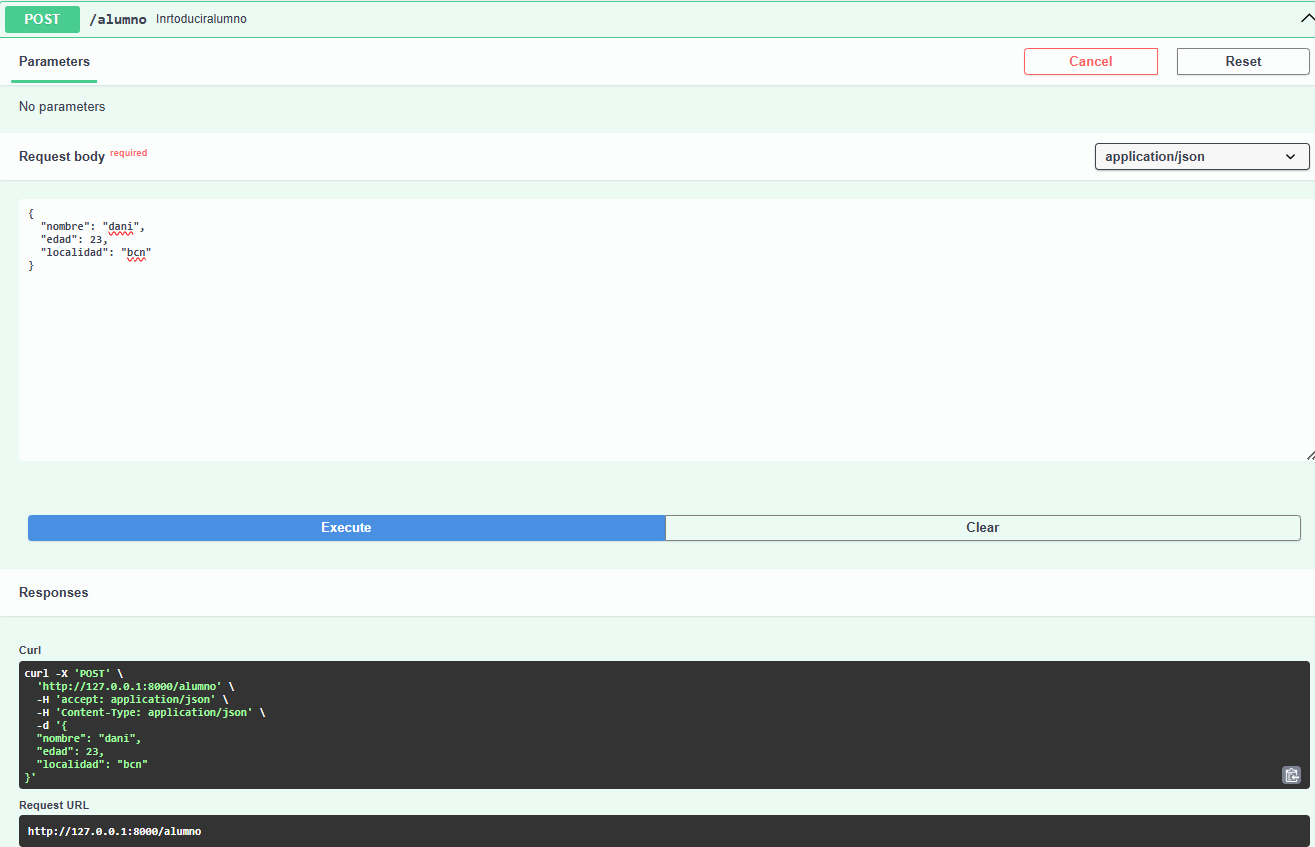 POST /alumno Inrtoduciralumno
Parameters Cancel Reset
No parameters
Request body required application/json
{
"nombre": "dani",
"edad": 23,
"localidad": "bcn"
}
Execute Clear
Responses
Curl
curl -X 'POST' \
'http://127.0.0.1:8000/alumno' \
-H 'accept: application/json' \
-H 'Content-Type: application/json' \
-d '{
"nombre": "dani",
"edad": 23,
"localidad": "bcn"
}'
Request URL
http://127.0.0.1:8000/alumno